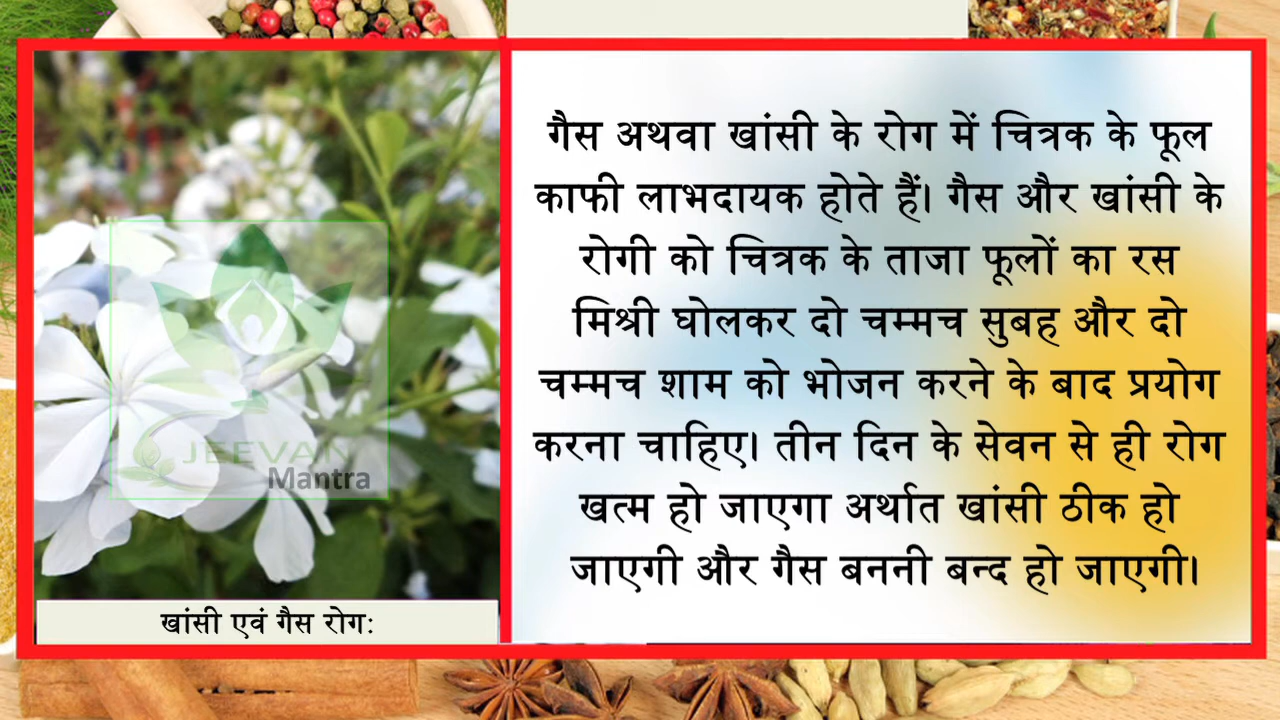 गैस अथवा खांसी के रोग में चित्रक के फूल
काफी लाभदायक होते हैं। गैस और खांसी के
रोगी को चित्रक के ताजा फूलों का रस
मिश्री घोलकर दो चम्मच सुबह और दो
चम्मच शाम को भोजन करने के बाद प्रयोग
करना चाहिए। तीन दिन के सेवन से ही रोग
खत्म हो जाएगा अर्थात खांसी ठीक हो
जाएगी और गैस बननी बन्द हो जाएगी।
JEEVAN
Mantra
खांसी एवं गैस रोग: